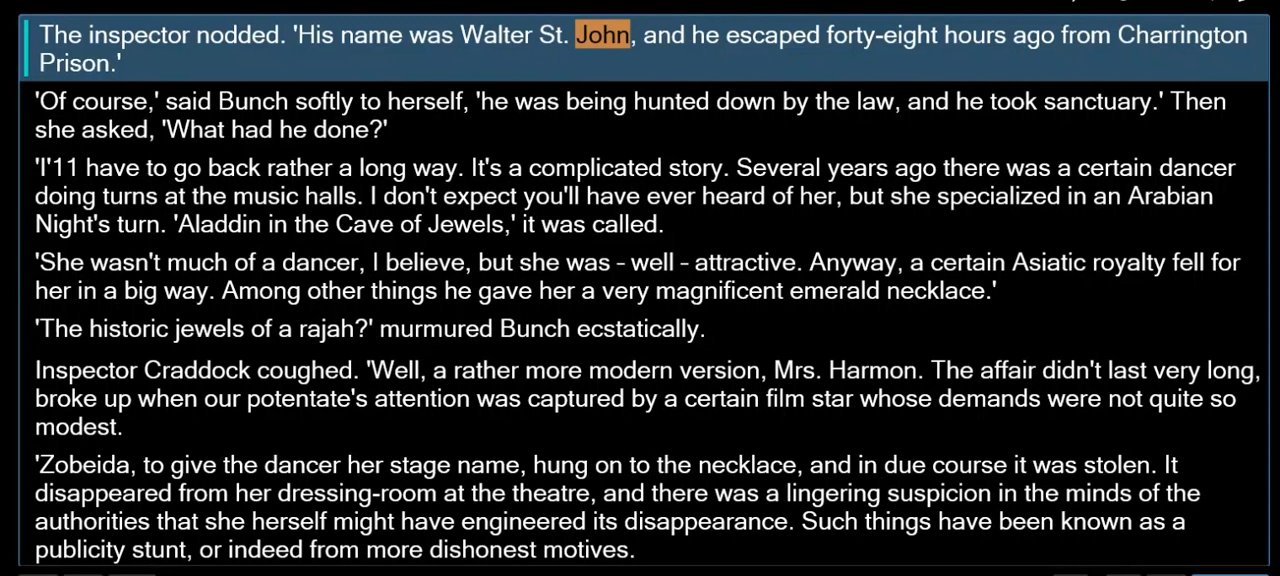 The inspector nodded. 'His name was Walter St. John, and he escaped forty-eight hours ago from Charrington
Prison.'
'Of course,' said Bunch softly to herself, 'he was being hunted down by the law, and he took sanctuary.' Then
she asked, 'What had he done?'
'I'11 have to go back rather a long way. It's a complicated story. Several years ago there was a certain dancer
doing turns at the music halls. I don't expect you'll have ever heard of her, but she specialized in an Arabian
Night's turn. 'Aladdin in the Cave of Jewels,' it was called.
'She wasn't much of a dancer, I believe, but she was – well – attractive. Anyway, a certain Asiatic royalty fell for
her in a big way. Among other things he gave her a very magnificent emerald necklace.'
'The historic jewels of a rajah?' murmured Bunch ecstatically.
Inspector Craddock coughed. 'Well, a rather more modern version, Mrs. Harmon. The affair didn't last very long,
broke up when our potentate's attention was captured by a certain film star whose demands were not quite so
modest.
'Zobeida, to give the dancer her stage name, hung on to the necklace, and in due course it was stolen. It
disappeared from her dressing-room at the theatre, and there was a lingering suspicion in the minds of the
authorities that she herself might have engineered its disappearance. Such things have been known as a
publicity stunt, or indeed from more dishonest motives.